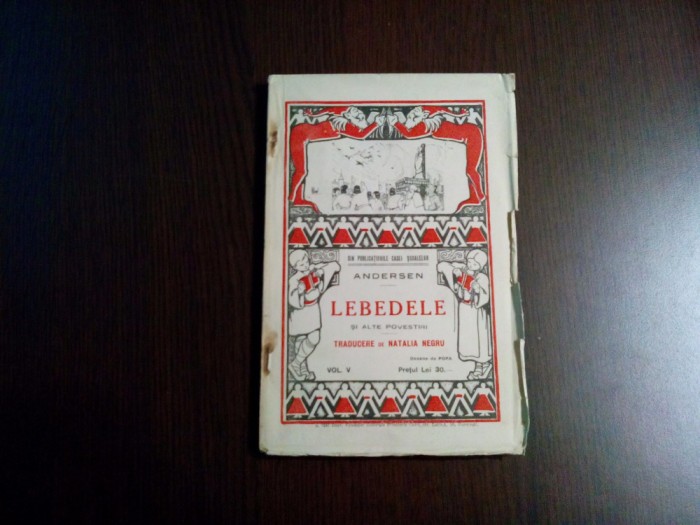 DIN PUBLICAȚIUNILE CASEI ȘCOALELOR
ANDERSEN
LEBEDELE
ȘI ALTE POVESTIRI
TRADUCERE DE NATALIA NEGRU
Desene de POPA
VOL. V
Prețul Lei 30.—